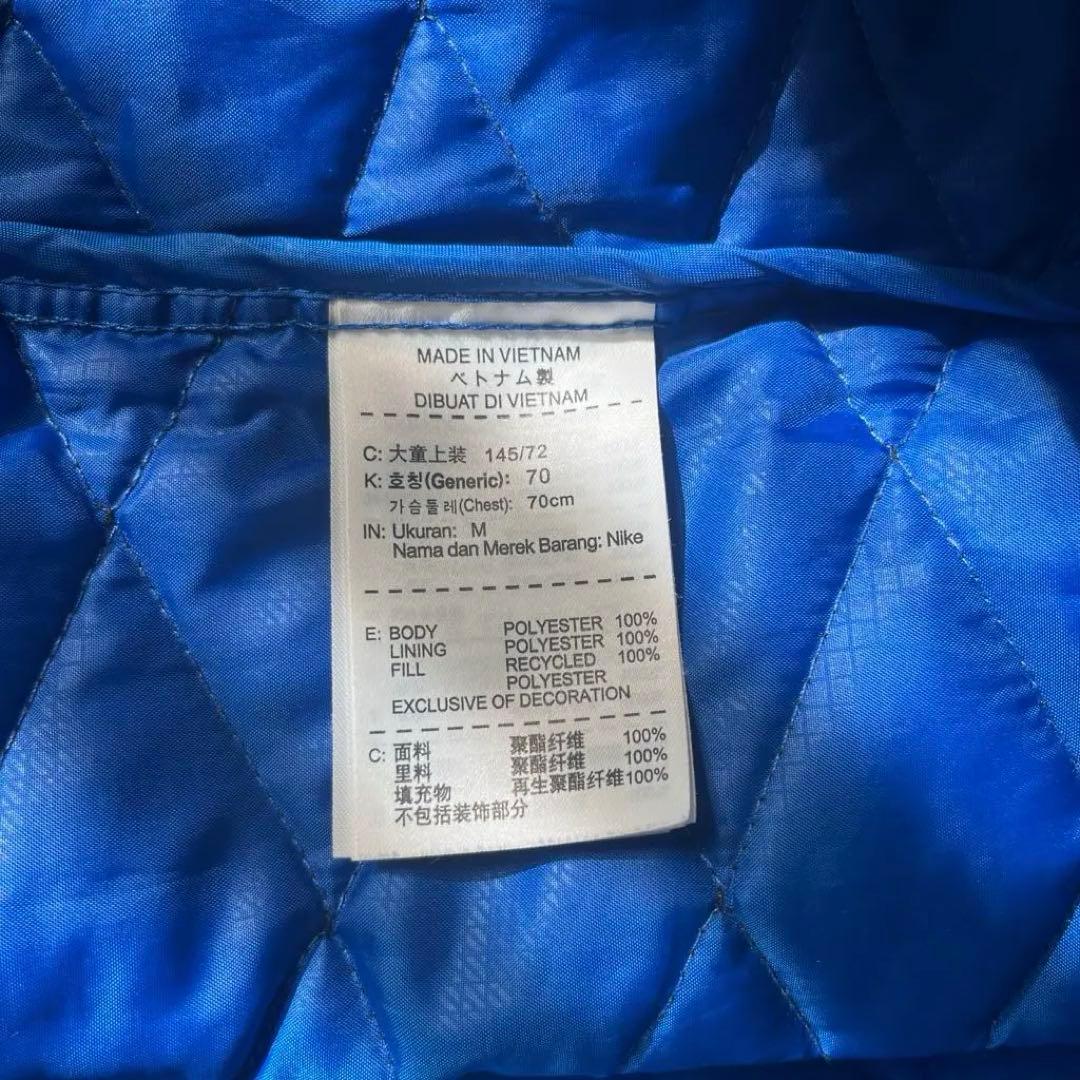 MADE IN VIETNAM
ベトナム製
DIBUAT DI VIETNAM
C: 大童上装 145/72
K: 호칭(Generic): 70
가슴둘레(Chest): 70cm
IN: Ukuran: M
Nama dan Merek Barang: Nike
E: BODY POLYESTER 100%
LINING POLYESTER 100%
FILL RECYCLED 100%
POLYESTER
EXCLUSIVE OF DECORATION
C: 面料 聚酯纤维 100%
里料 聚酯纤维 100%
填充物 再生聚酯纤维100%
不包括装饰部分